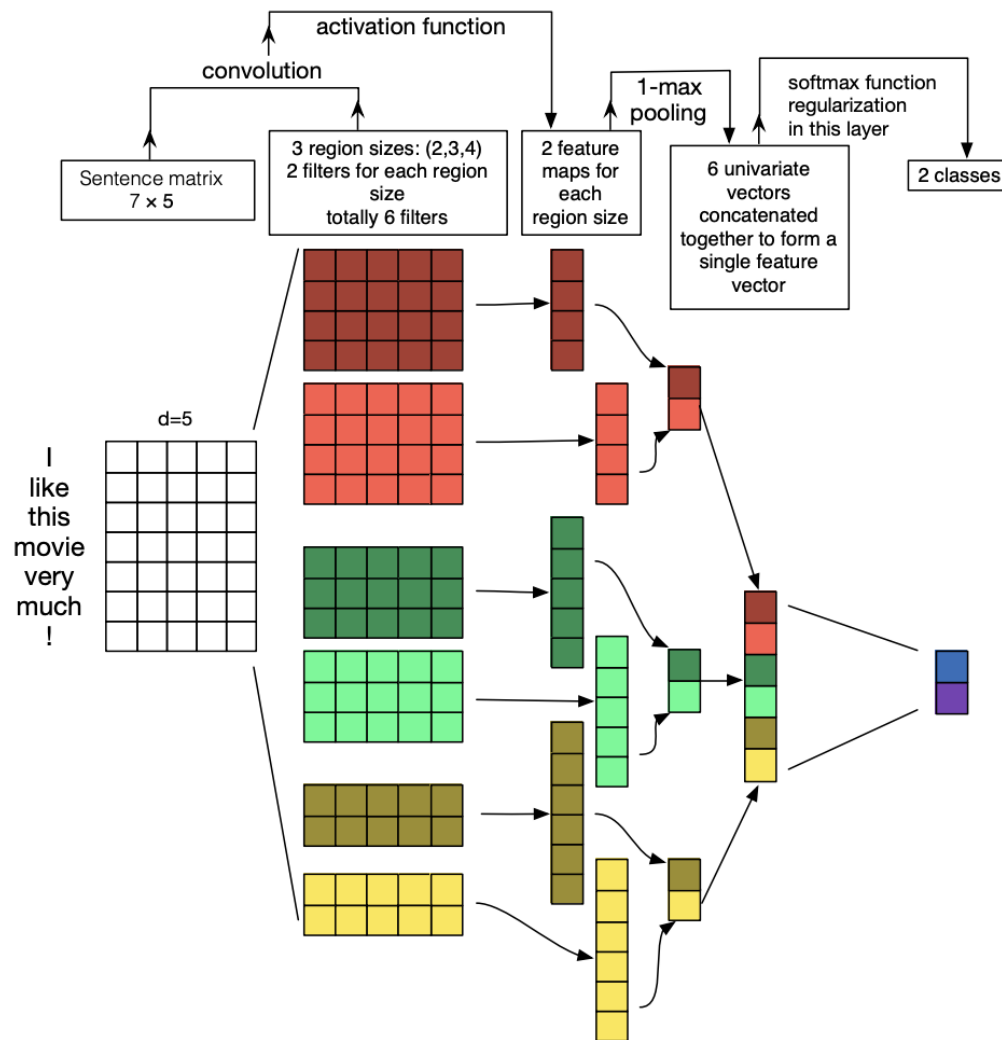 activation function
convolution
1-max
pooling
softmax function
regularization
in this layer
Sentence matrix
7 × 5
3 region sizes: (2,3,4)
2 filters for each region
size
totally 6 filters
2 feature
maps for
each
region size
6 univariate
vectors
concatenated
together to form a
single feature
vector
2 classes
d=5
I
like
this
movie
very
much
!